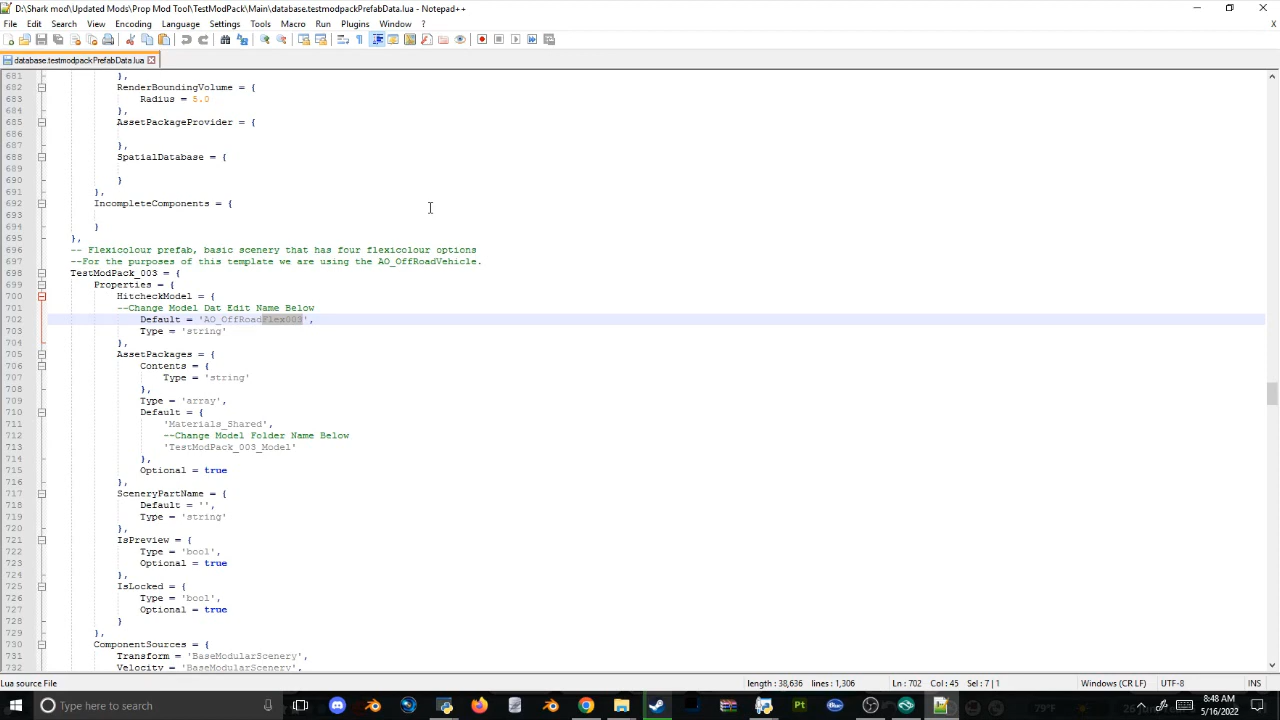 D:\Shark mod\Updated Mods\Prop Mod Tool\TestModPack\Main\database.testmodpackPrefabData.lua - Notepad++
File Edit Search View Encoding Language Settings Tools Macro Run Plugins Window ? X
database.testmodpackPrefabData.lua
681 },
682 RenderBoundingVolume = {
683 Radius = 5.0
684 },
685 AssetPackageProvider = {
686
687 },
688 SpatialDatabase = {
689
690 }
691 },
692 IncompleteComponents = {
693
694 }
695 },
696 -- Flexicolour prefab, basic scenery that has four flexicolour options
697 --For the purposes of this template we are using the AO_OffRoadVehicle.
698 TestModPack_003 = {
699 Properties = {
700 HitcheckModel = {
701 --Change Model Dat Edit Name Below
702 Default = 'AO_OffRoadFlex003',
703 Type = 'string'
704 },
705 AssetPackages = {
706 Contents = {
707 Type = 'string'
708 },
709 Type = 'array',
710 Default = {
711 'Materials_Shared',
712 --Change Model Folder Name Below
713 'TestModPack_003_Model'
714 },
715 Optional = true
716 },
717 SceneryPartName = {
718 Default = '',
719 Type = 'string'
720 },
721 IsPreview = {
722 Type = 'bool',
723 Optional = true
724 },
725 IsLocked = {
726 Type = 'bool',
727 Optional = true
728 }
729 },
730 ComponentSources = {
731 Transform = 'BaseModularScenery',
732 Velocity = 'BaseModularScenery',
Lua source File length : 38,636 lines : 1,306 Ln : 702 Col : 45 Sel : 7 | 1 Windows (CR LF) UTF-8 INS
Type here to search 79°F 8:48 AM
5/16/2022